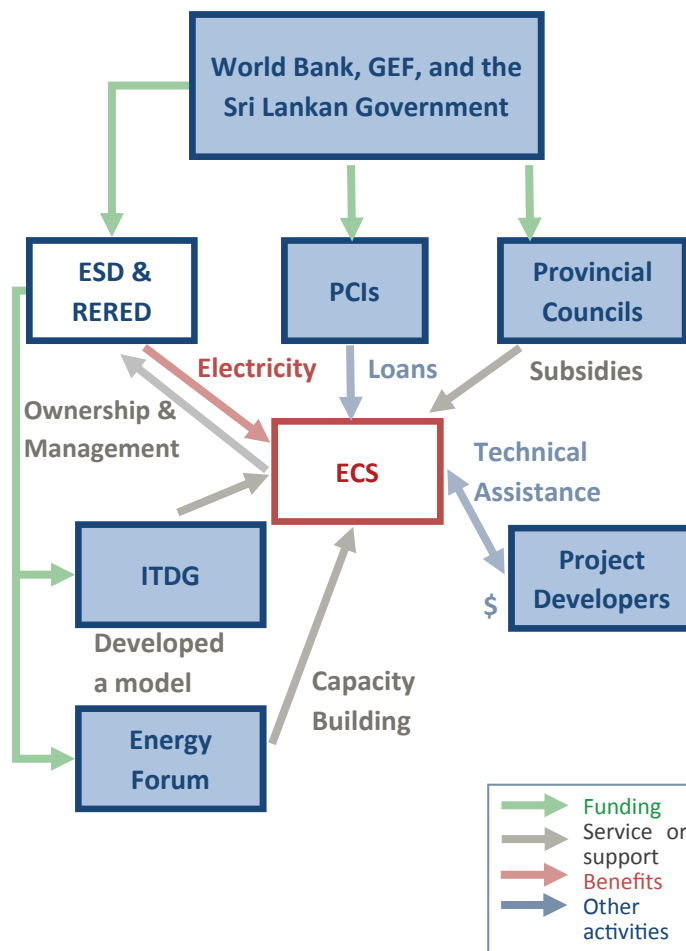 World Bank, GEF, and the
Sri Lankan Government
ESD &
RERED
PCIs
Provincial
Councils
Electricity
Loans
Subsidies
Ownership &
Management
ECS
Technical
Assistance
ITDG
Project
Developers
$
Developed
a model
Capacity
Building
Energy
Forum
Funding
Service or
support
Benefits
Other
activities